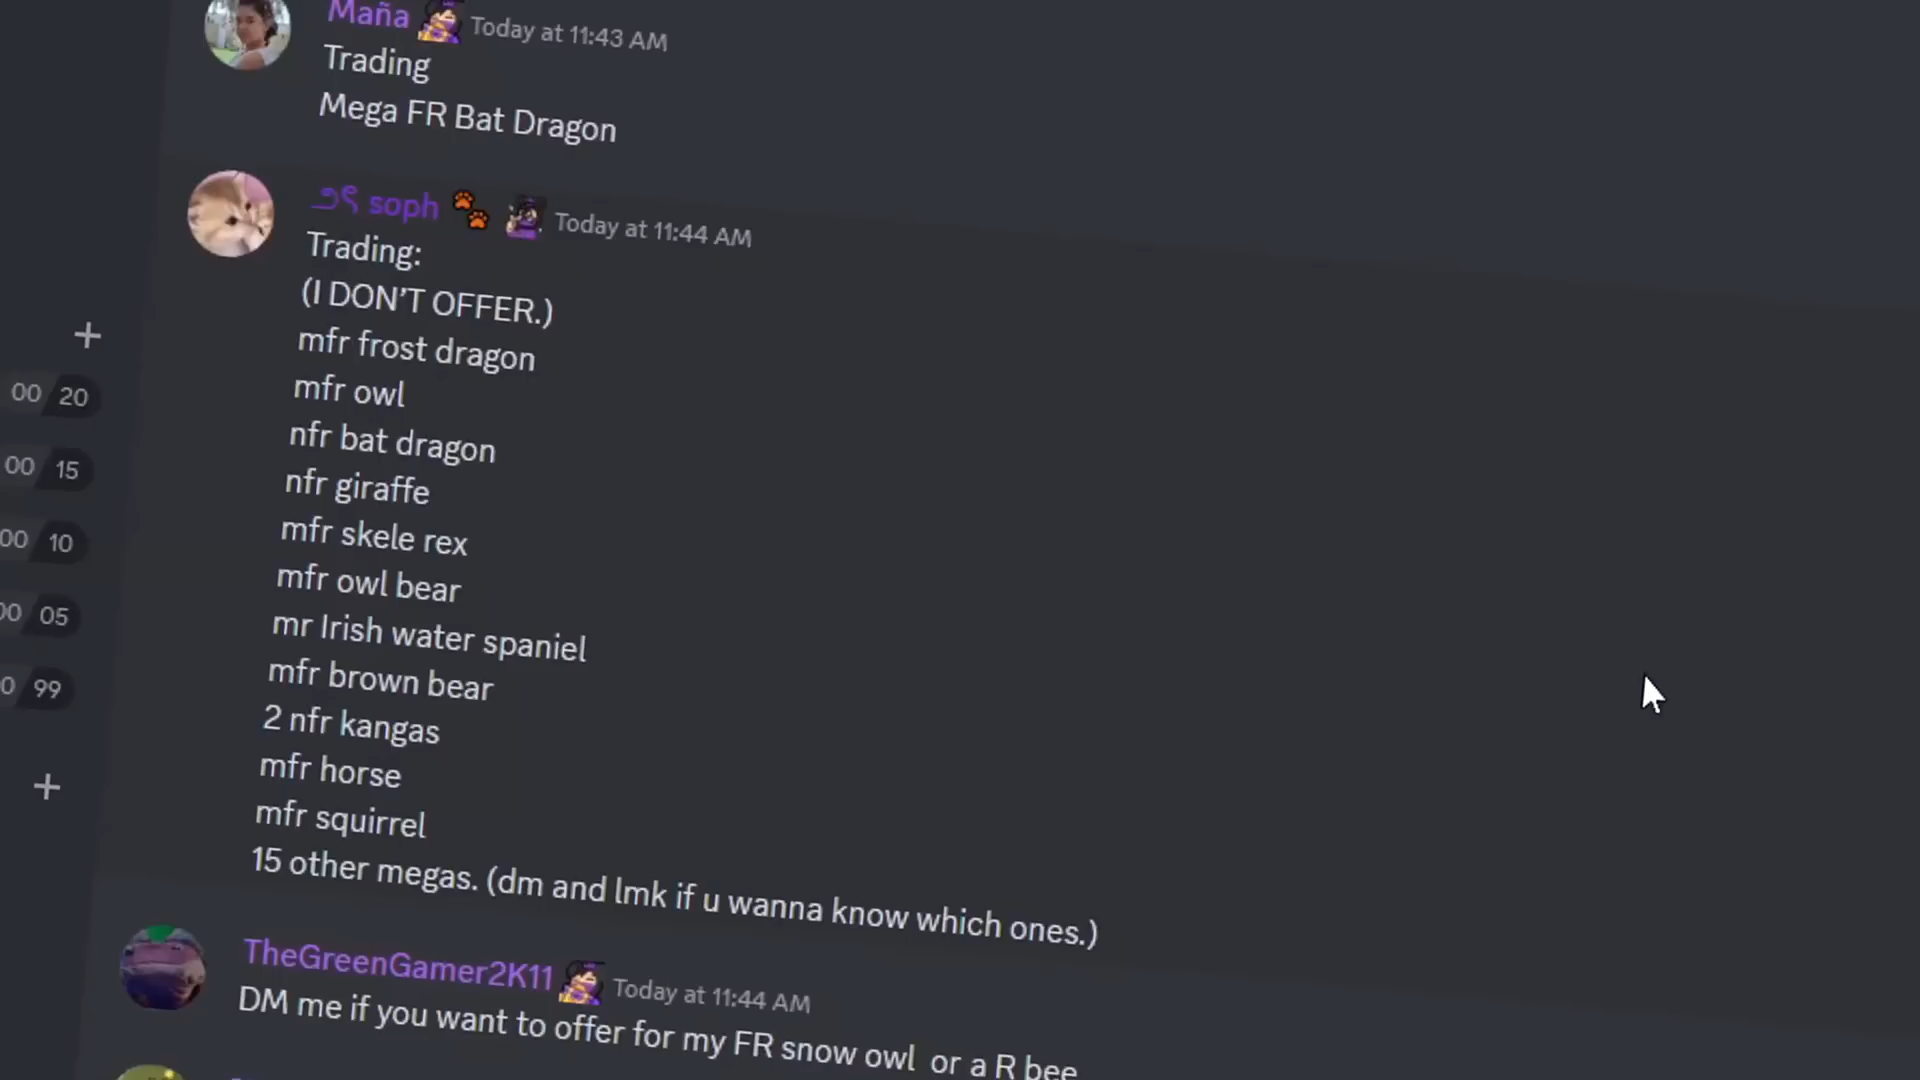 Maña Today at 11:43 AM
Trading
Mega FR Bat Dragon
soph Today at 11:44 AM
Trading:
(I DON'T OFFER.)
mfr frost dragon
mfr owl
nfr bat dragon
nfr giraffe
mfr skele rex
mfr owl bear
mr Irish water spaniel
mfr brown bear
2 nfr kangas
mfr horse
mfr squirrel
15 other megas. (dm and lmk if u wanna know which ones.)
TheGreenGamer2K11 Today at 11:44 AM
DM me if you want to offer for my FR snow owl or a R bee
00 / 20
00 / 15
00 / 10
00 / 05
0 / 99